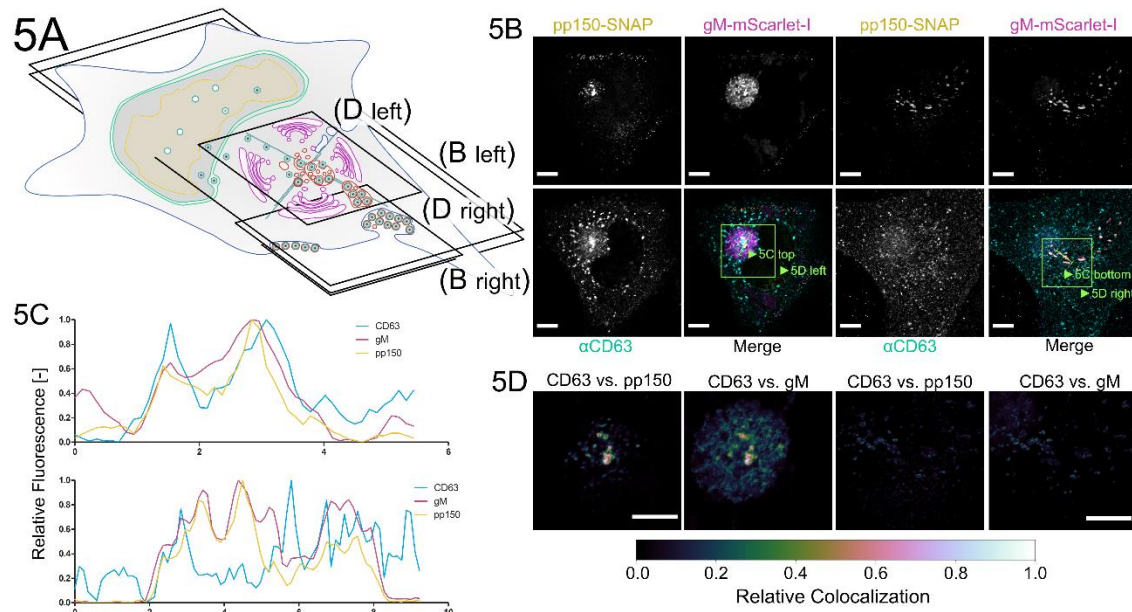 5A
(D left)
(B left)
(D right)
(B right)
5B
pp150-SNAP
gM-mScarlet-I
pp150-SNAP
gM-mScarlet-I
5C top
5D left
5C bottom
5D right
αCD63
Merge
αCD63
Merge
5C
Relative Fluorescence [-]
1.0
0.8
0.6
0.4
0.2
0.0
0
2
4
6
CD63
gM
pp150
1.0
0.8
0.6
0.4
0.2
0.0
0
2
4
6
8
10
CD63
gM
pp150
5D
CD63 vs. pp150
CD63 vs. gM
CD63 vs. pp150
CD63 vs. gM
0.0
0.2
0.4
0.6
0.8
1.0
Relative Colocalization